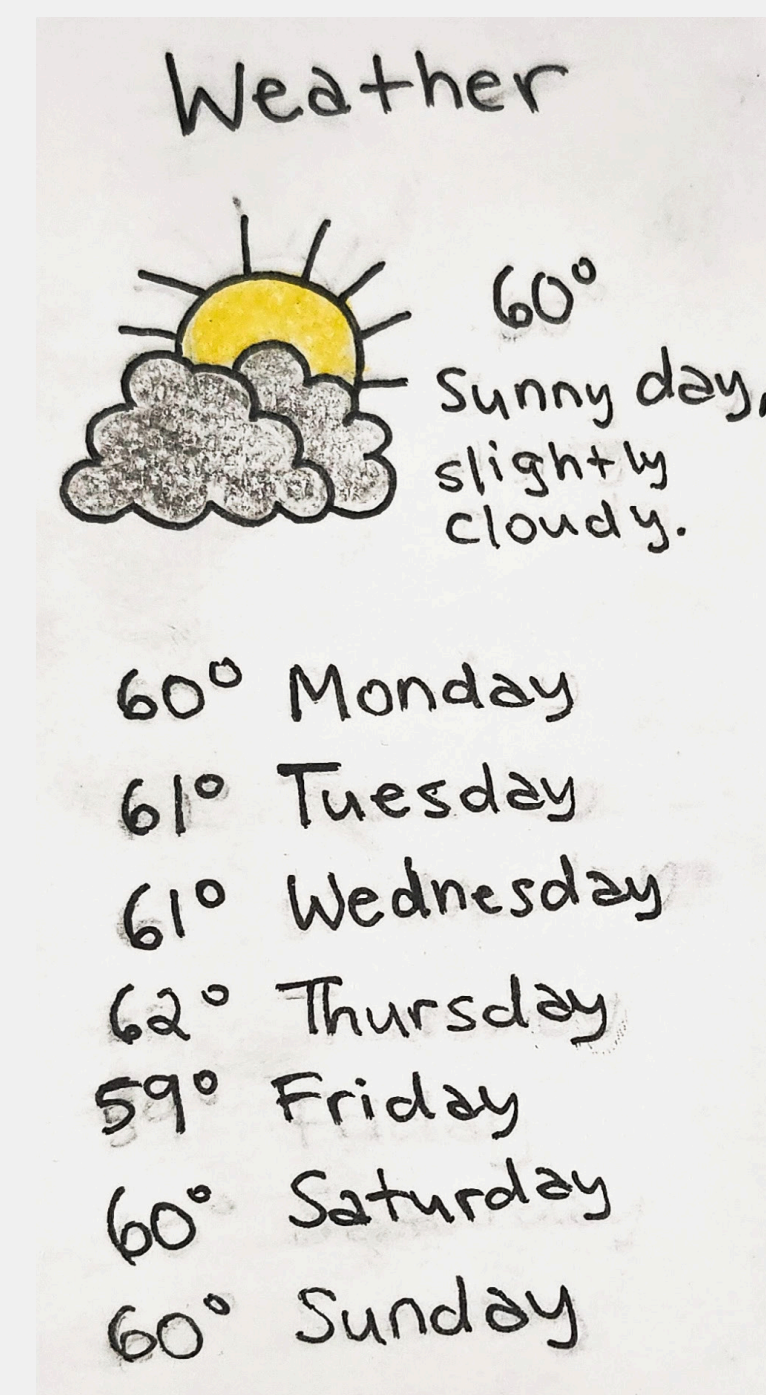 Weather
60°
Sunny day,
slightly
cloudy.
60° Monday
61° Tuesday
61° Wednesday
62° Thursday
59° Friday
60° Saturday
60° Sunday